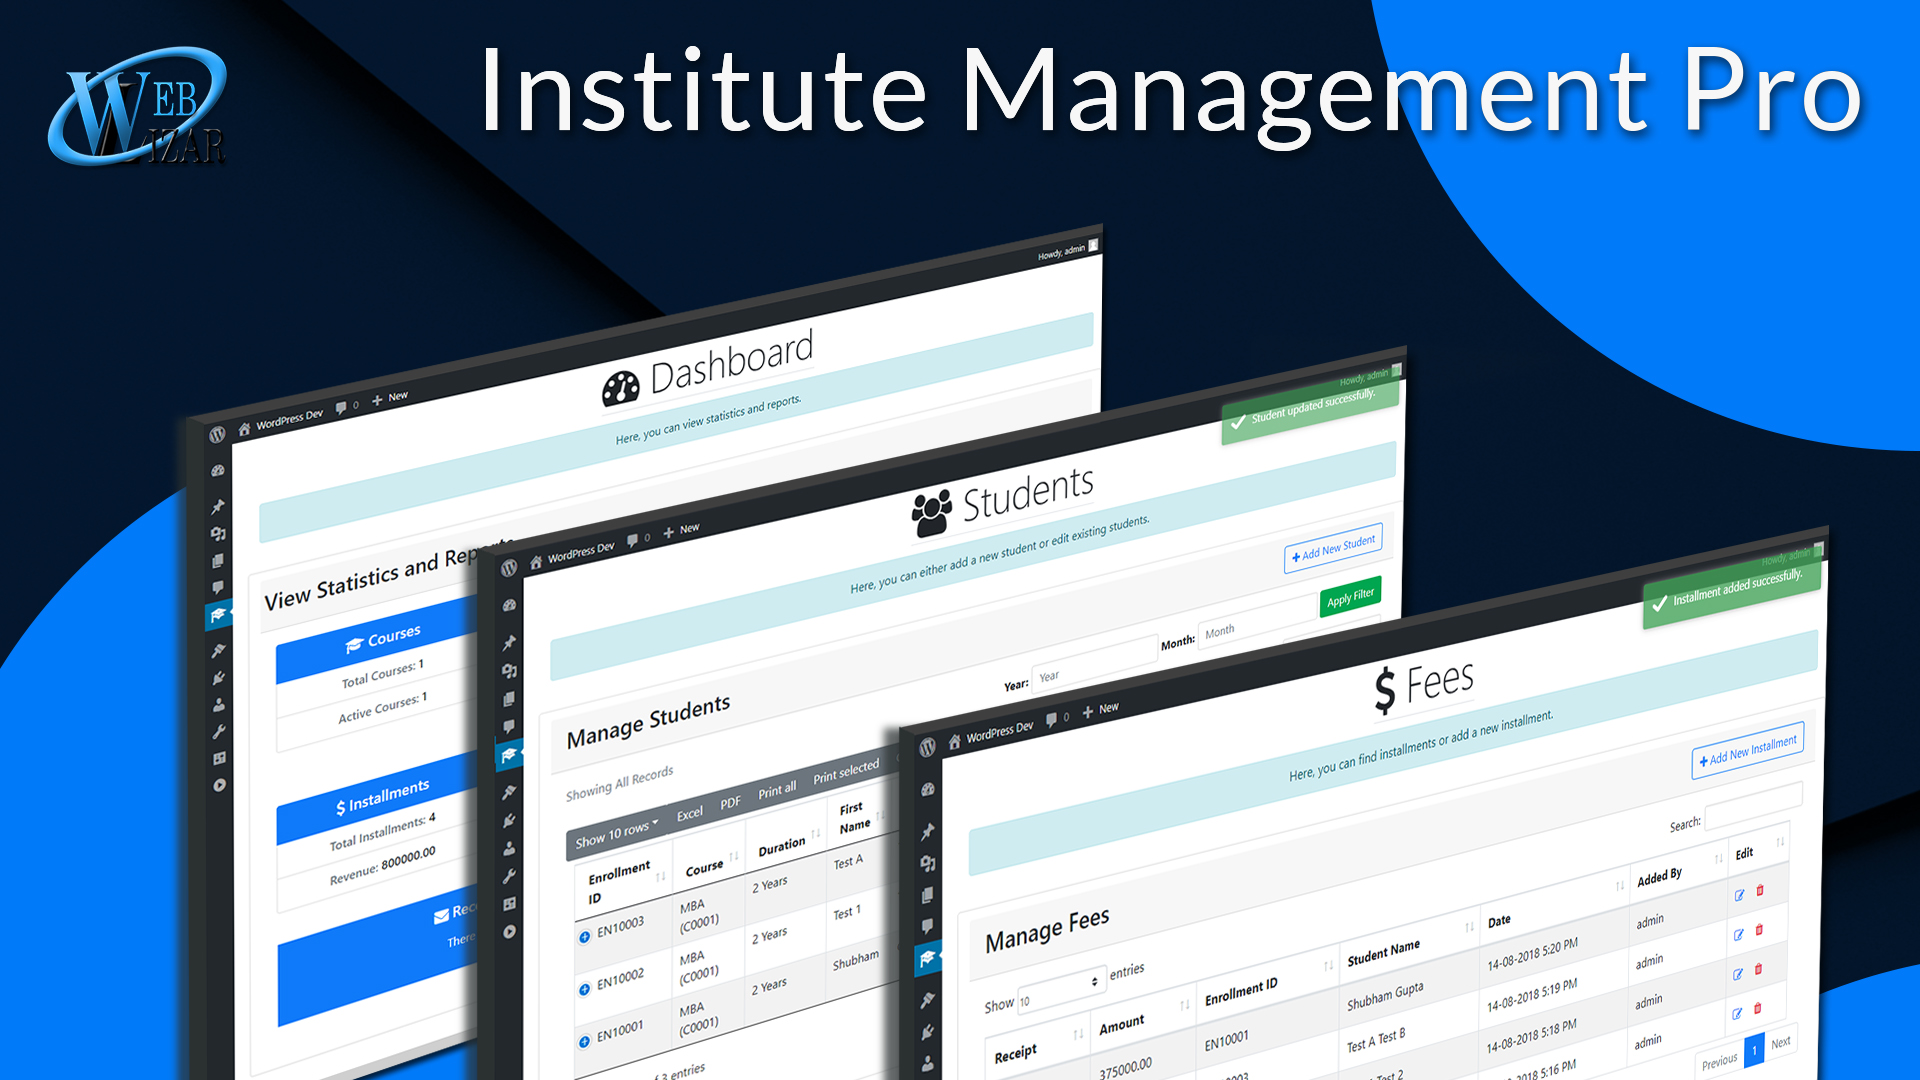 WEB
WIZAR
Institute Management Pro
Howdy, admin
WordPress Dev 0 + New
Dashboard
Here, you can view statistics and reports.
View Statistics and Reports
Courses
Total Courses: 1
Active Courses: 1
$ Installments
Total Installments: 4
Revenue: 800000.00
There
Howdy, admin
Student updated successfully.
WordPress Dev 0 + New
Students
Here, you can either add a new student or edit existing students.
+ Add New Student
Manage Students
Year: Year Month: Month Apply Filter
Showing All Records
Show 10 rows Excel PDF Print all Print selected
Enrollment ID Course Duration First Name
EN10003 MBA (C0001) 2 Years Test A
EN10002 MBA (C0001) 2 Years Test 1
EN10001 MBA (C0001) 2 Years Shubham
3 entries
Howdy, admin
Installment added successfully.
WordPress Dev 0 + New
$ Fees
Here, you can find installments or add a new installment.
+ Add New Installment
Manage Fees
Show 10 entries
Search:
Receipt Amount Enrollment ID Student Name Date Added By Edit
375000.00 EN10001 Shubham Gupta 14-08-2018 5:20 PM admin
Test A Test B 14-08-2018 5:19 PM admin
Test 2 14-08-2018 5:18 PM admin
5:16 PM admin
Previous 1 Next